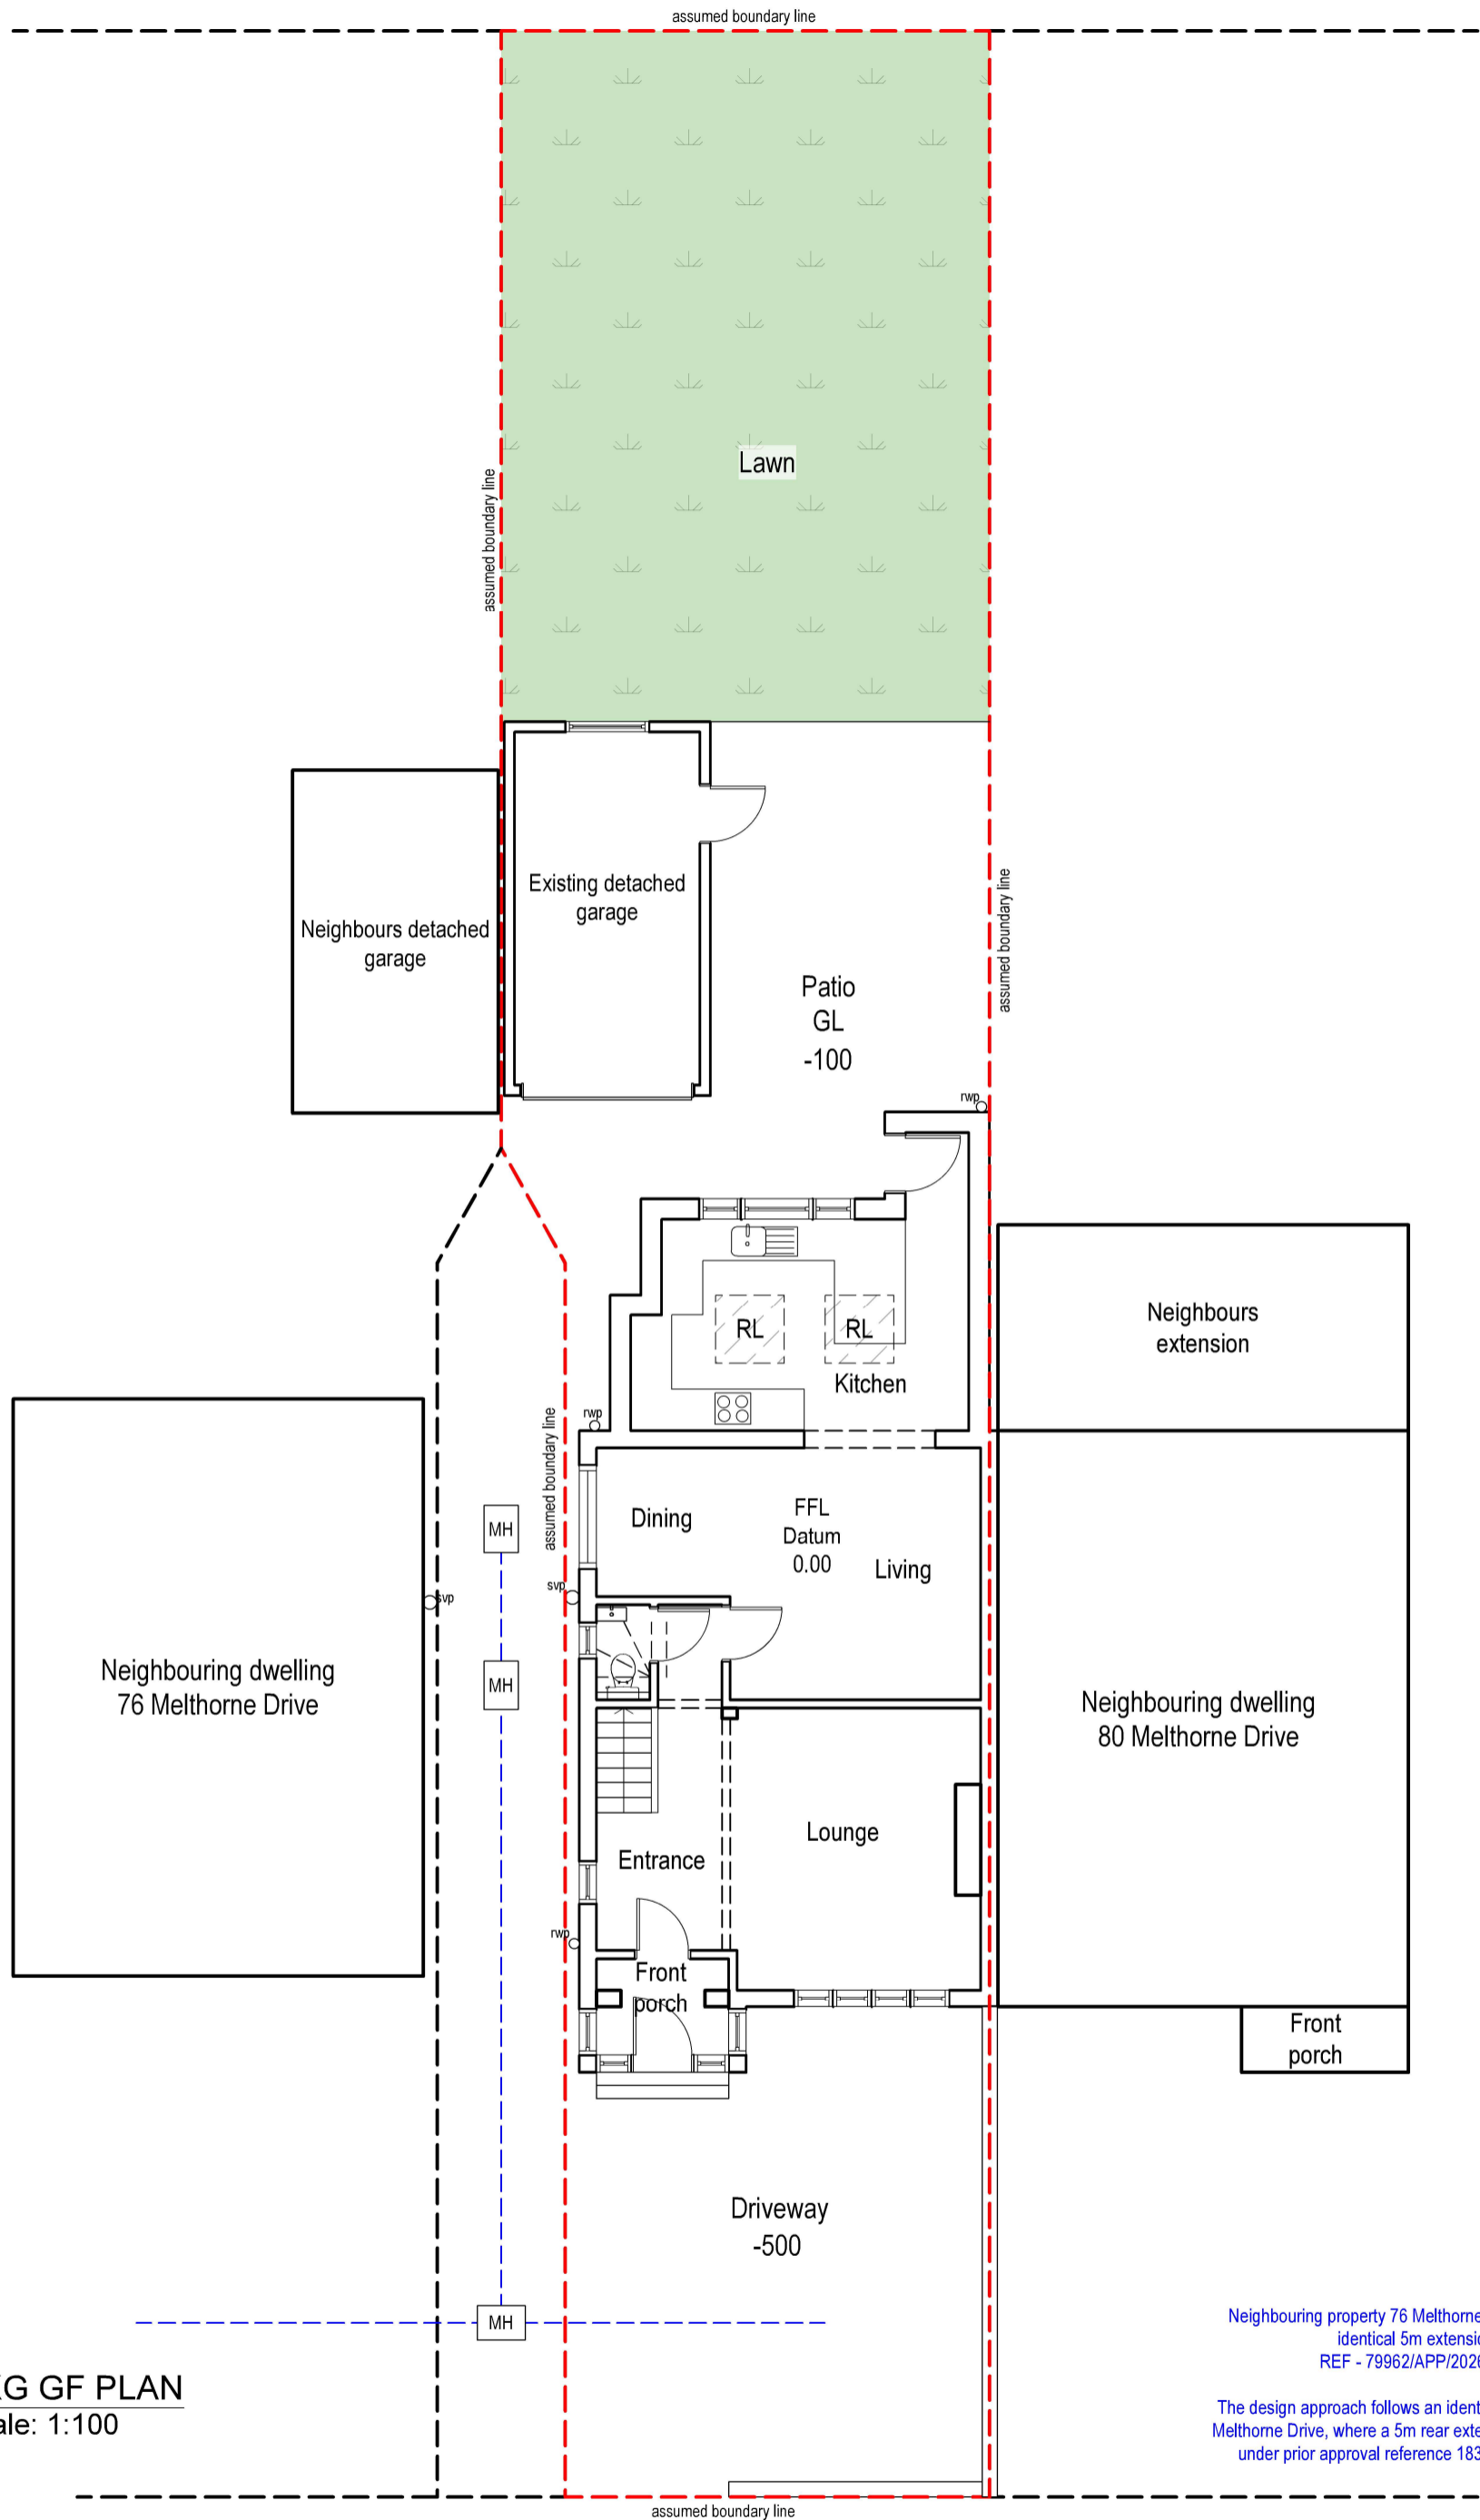 assumed boundary line
Lawn
assumed boundary line
Existing detached
garage
Neighbours detached
garage
assumed boundary line
Patio
GL
-100
rwp
Neighbours
extension
RL
RL
Kitchen
rwp
assumed boundary line
FFL
Datum
0.00
Dining
MH
Living
svp
svp
Neighbouring dwelling
76 Melthorne Drive
MH
Neighbouring dwelling
80 Melthorne Drive
Lounge
Entrance
rwp
Front
porch
Front
porch
Driveway
-500
MH
Neighbouring property 76 Melthorne
identical 5m extensi
REF - 79962/APP/202
G GF PLAN
ale: 1:100
The design approach follows an ident
Melthorne Drive, where a 5m rear exte
under prior approval reference 183
assumed boundary line